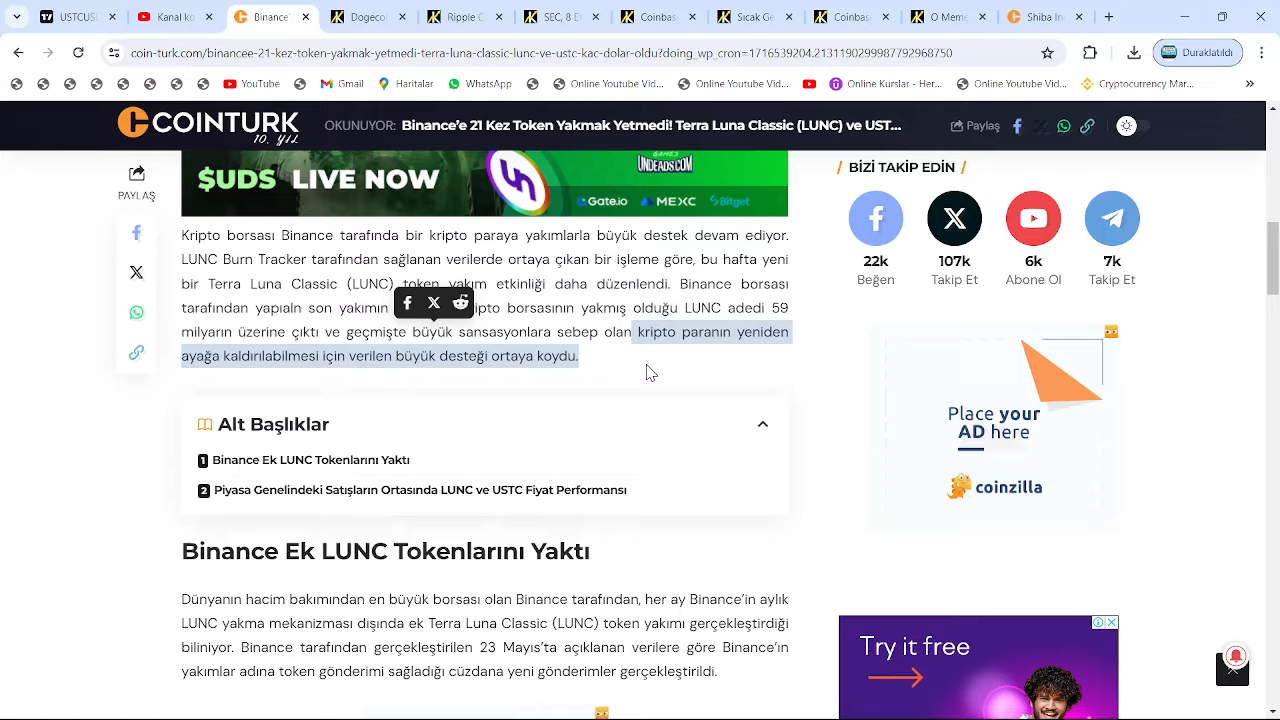 USTCUS
Kanal ko
Binance
Dogeco
Ripple
SEC, 8 E
Coinbas
Satok Ge
Coinbas
O Meme
Shiba In
coin-turk.com/binancee-21-kez-token-yakmak-yetmedi-terra-luna-classic-lunc-ve-ustc-kac-dolar-oldu?doing_wp_cron=1716539204.2131190299987792968750
Duraklatıldı
YouTube
Gmail
Haritalar
WhatsApp
Online Youtube Vid...
Online Youtube Vid...
Online Kurslar - Her...
Online Youtube Vid...
Cryptocurrency Mar...
COINTURK
10. YIL
OKUNUYOR: Binance’e 21 Kez Token Yakmak Yetmedi! Terra Luna Classic (LUNC) ve UST...
Paylaş
PAYLAŞ
$UDS LIVE NOW
GAMES
UNDEADS.COM
Gate.io
MEXC
Bitget
Kripto borsası Binance tarafında bir kripto paraya yakımlarla büyük destek devam ediyor.
LUNC Burn Tracker tarafından sağlanan verilerde ortaya çıkan bir işleme göre, bu hafta yeni
bir Terra Luna Classic (LUNC) token yakım etkinliği daha düzenlendi. Binance borsası
tarafından yapıaln son yakımın kripto borsasının yakmış olduğu LUNC adedi 59
milyarın üzerine çıktı ve geçmişte büyük sansasyonlara sebep olan kripto paranın yeniden
ayağa kaldırılabilmesi için verilen büyük desteği ortaya koydu.
Alt Başlıklar
1 Binance Ek LUNC Tokenlarını Yaktı
2 Piyasa Genelindeki Satışların Ortasında LUNC ve USTC Fiyat Performansı
Binance Ek LUNC Tokenlarını Yaktı
Dünyanın hacim bakımından en büyük borsası olan Binance tarafından, her ay Binance’in aylık
LUNC yakma mekanizması dışında ek Terra Luna Classic (LUNC) token yakımı gerçekleştirdiği
biliniyor. Binance tarafından gerçekleştirilen 23 Mayıs’ta açıklanan verilere göre Binance’ın
yakımlar adına token gönderimi sağladığı cüzdana yeni gönderimler gerçekleştirildi.
/ BİZİ TAKİP EDİN /
22k
Beğen
107k
Takip Et
6k
Abone Ol
7k
Takip Et
Place your
AD here
coinzilla
Try it free